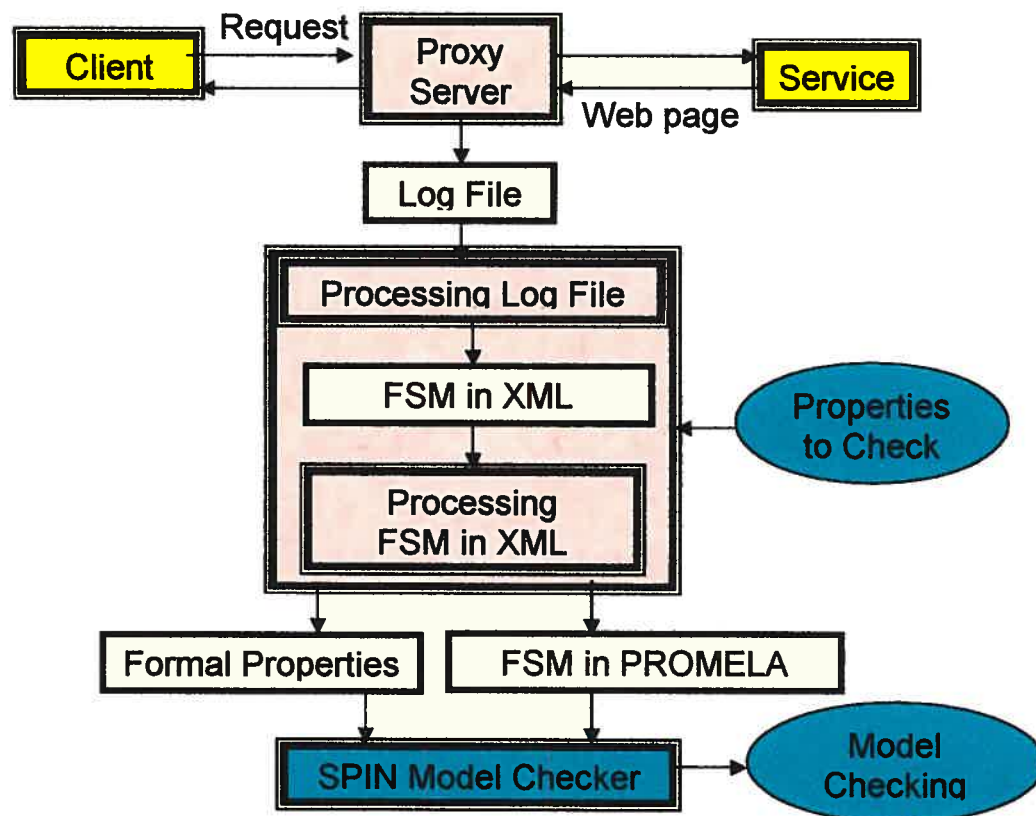 Request
Client
Proxy
Server
Service
Web page
Log File
Processing Log File
FSM in XML
Properties
to Check
Processing
FSM in XML
Formal Properties
FSM in PROMELA
SPIN Model Checker
Model
Checking